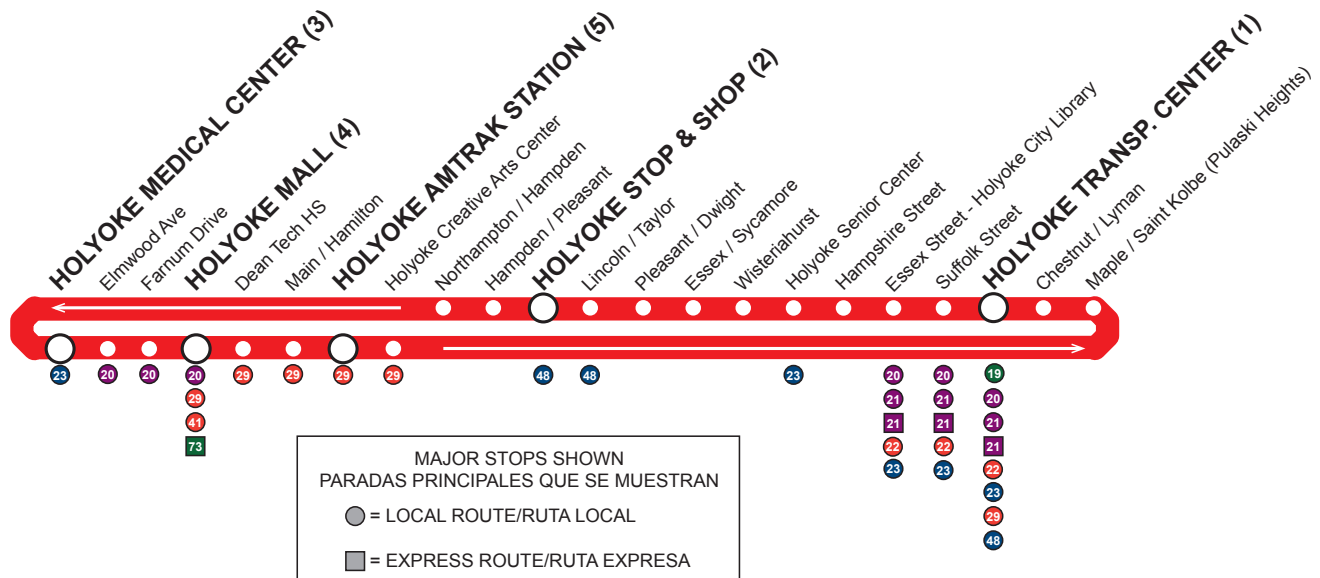 HOLYOKE MEDICAL CENTER (3)
Elmwood Ave
Farnum Drive
HOLYOKE MALL (4)
Dean Tech HS
Main / Hamilton
HOLYOKE AMTRAK STATION (5)
Holyoke Creative Arts Center
Northampton / Hampden
Hampden / Pleasant
HOLYOKE STOP & SHOP (2)
Lincoln / Taylor
Pleasant / Dwight
Essex / Sycamore
Wisteriahurst
Holyoke Senior Center
Hampshire Street
Essex Street - Holyoke City Library
Suffolk Street
HOLYOKE TRANSP. CENTER (1)
Chestnut / Lyman
Maple / Saint Kolbe (Pulaski Heights)
23 20 20 20 29 29 29 29 48 48 23 20 20 19
29 21 21 20
41 21 21 21
73 22 22 21
23 23 22
23
29
48
MAJOR STOPS SHOWN
PARADAS PRINCIPALES QUE SE MUESTRAN
= LOCAL ROUTE/RUTA LOCAL
= EXPRESS ROUTE/RUTA EXPRESA